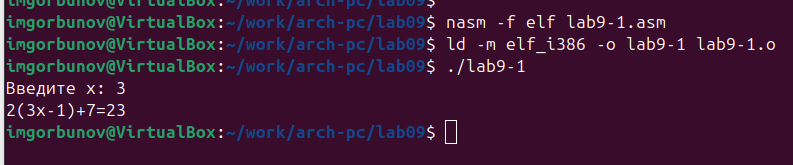 imgorbunov@VirtualBox:~/work/arch-pc/lab09$ nasm -f elf lab9-1.asm
imgorbunov@VirtualBox:~/work/arch-pc/lab09$ ld -m elf_i386 -o lab9-1 lab9-1.o
imgorbunov@VirtualBox:~/work/arch-pc/lab09$ ./lab9-1
Введите x: 3
2(3x-1)+7=23
imgorbunov@VirtualBox:~/work/arch-pc/lab09$